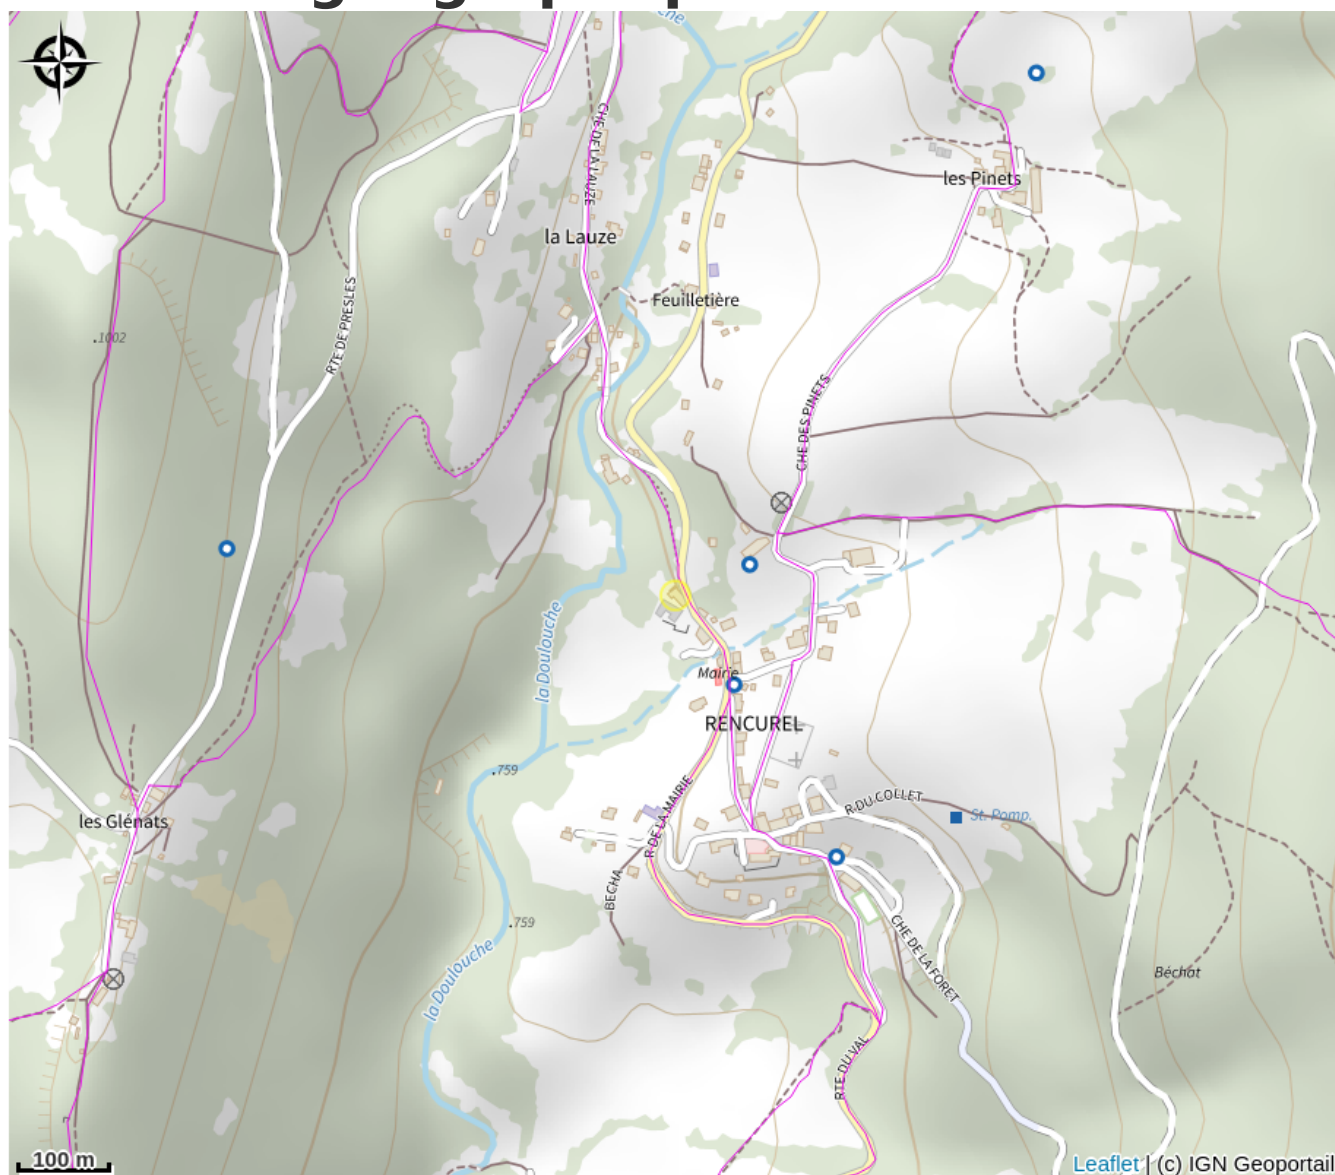 CHE DE LA LAUZE
les Pinets
la Lauze
Feuilletière
RTE DE PRESLES
.1002
CHE DES PINETS
la Doulouche
Mairie
RENCUREL
.759
R DE LA MAIRIE
R DU COLLET
St. Pomp.
les Glénats
BECHA
.759
CHE DE LA FORET
la Doulouche
Béchat
RTE DU VAL
100 m
Leaflet | (c) IGN Geoportail